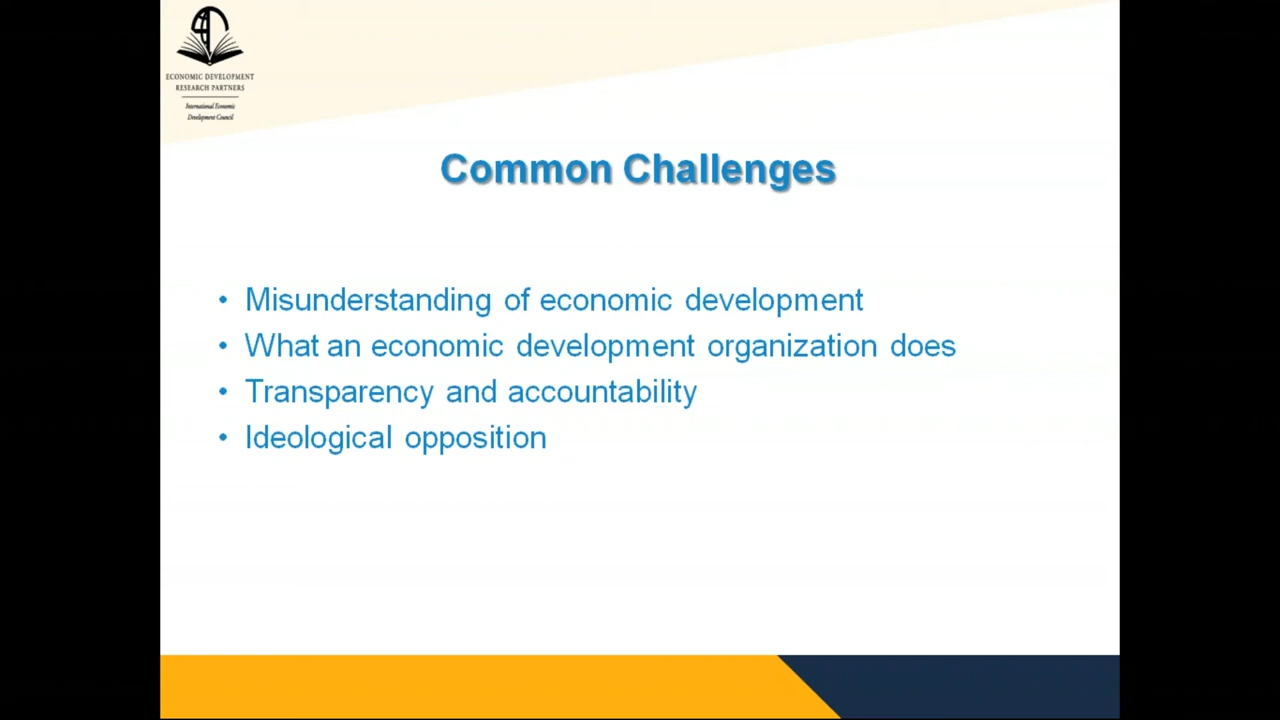 ECONOMIC DEVELOPMENT
RESEARCH PARTNERS
International Economic
Development Council
Common Challenges
• Misunderstanding of economic development
• What an economic development organization does
• Transparency and accountability
• Ideological opposition